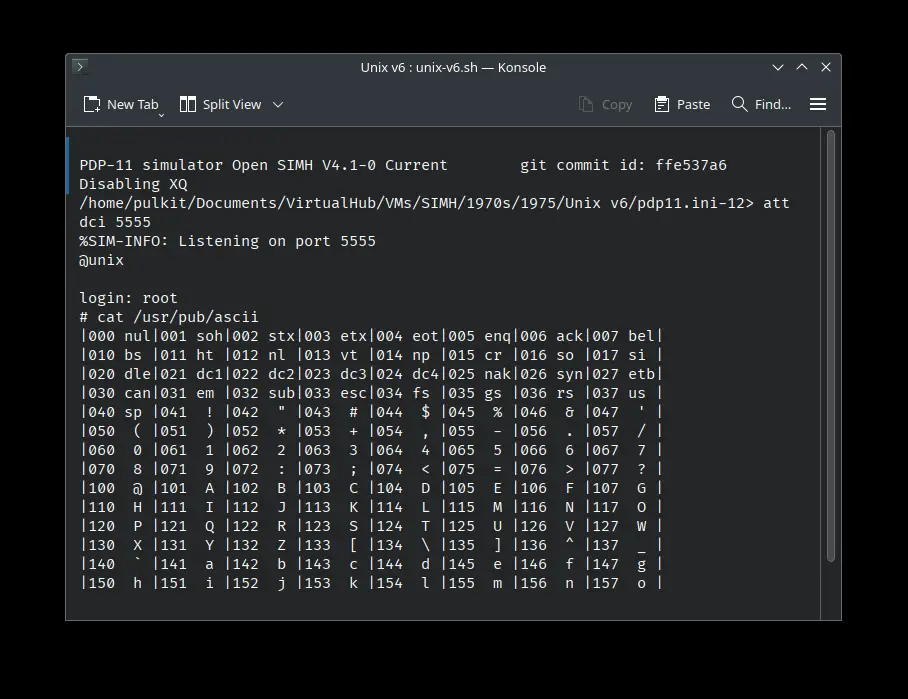 Unix v6 : unix-v6.sh — Konsole
New Tab Split View Copy Paste Find...
PDP-11 simulator Open SIMH V4.1-0 Current        git commit id: ffe537a6
Disabling XQ
/home/pulkit/Documents/VirtualHub/VMs/SIMH/1970s/1975/Unix v6/pdp11.ini-12> att
dci 5555
%SIM-INFO: Listening on port 5555
@unix
login: root
# cat /usr/pub/ascii
|000 nul|001 soh|002 stx|003 etx|004 eot|005 enq|006 ack|007 bel|
|010 bs |011 ht |012 nl |013 vt |014 np |015 cr |016 so |017 si |
|020 dle|021 dc1|022 dc2|023 dc3|024 dc4|025 nak|026 syn|027 etb|
|030 can|031 em |032 sub|033 esc|034 fs |035 gs |036 rs |037 us |
|040 sp |041  ! |042  " |043  # |044  $ |045  % |046  & |047  ' |
|050  ( |051  ) |052  * |053  + |054  , |055  - |056  . |057  / |
|060  0 |061  1 |062  2 |063  3 |064  4 |065  5 |066  6 |067  7 |
|070  8 |071  9 |072  : |073  ; |074  < |075  = |076  > |077  ? |
|100  @ |101  A |102  B |103  C |104  D |105  E |106  F |107  G |
|110  H |111  I |112  J |113  K |114  L |115  M |116  N |117  O |
|120  P |121  Q |122  R |123  S |124  T |125  U |126  V |127  W |
|130  X |131  Y |132  Z |133  [ |134  \ |135  ] |136  ^ |137  _ |
|140  ` |141  a |142  b |143  c |144  d |145  e |146  f |147  g |
|150  h |151  i |152  j |153  k |154  l |155  m |156  n |157  o |